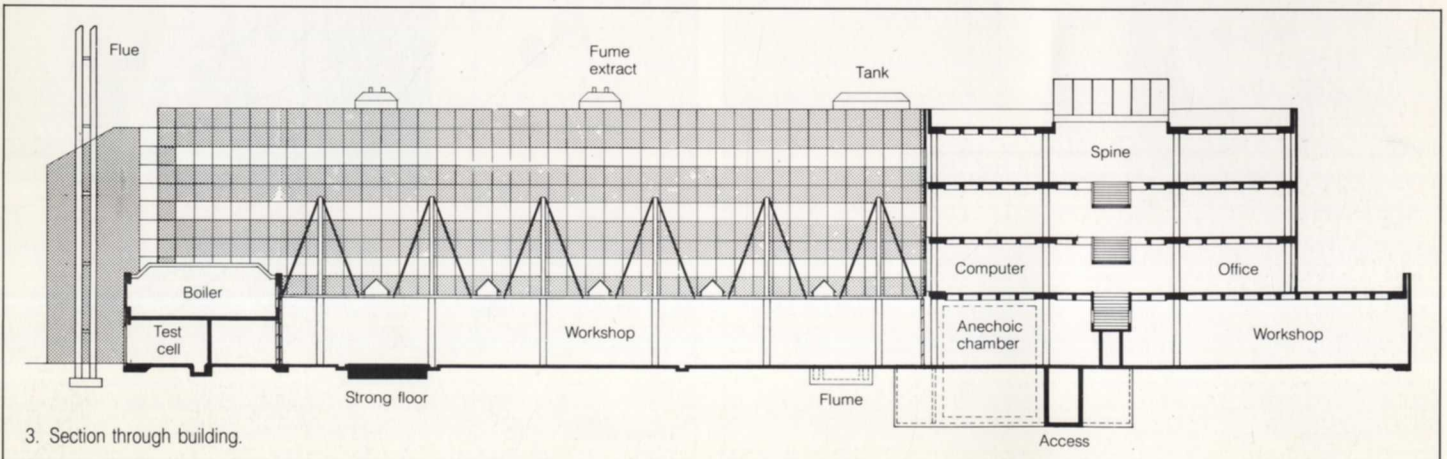 Flue
Fume
extract
Tank
Spine
Computer
Office
Boiler
Test
cell
Workshop
Anechoic
chamber
Workshop
Strong floor
Flume
Access
3. Section through building.